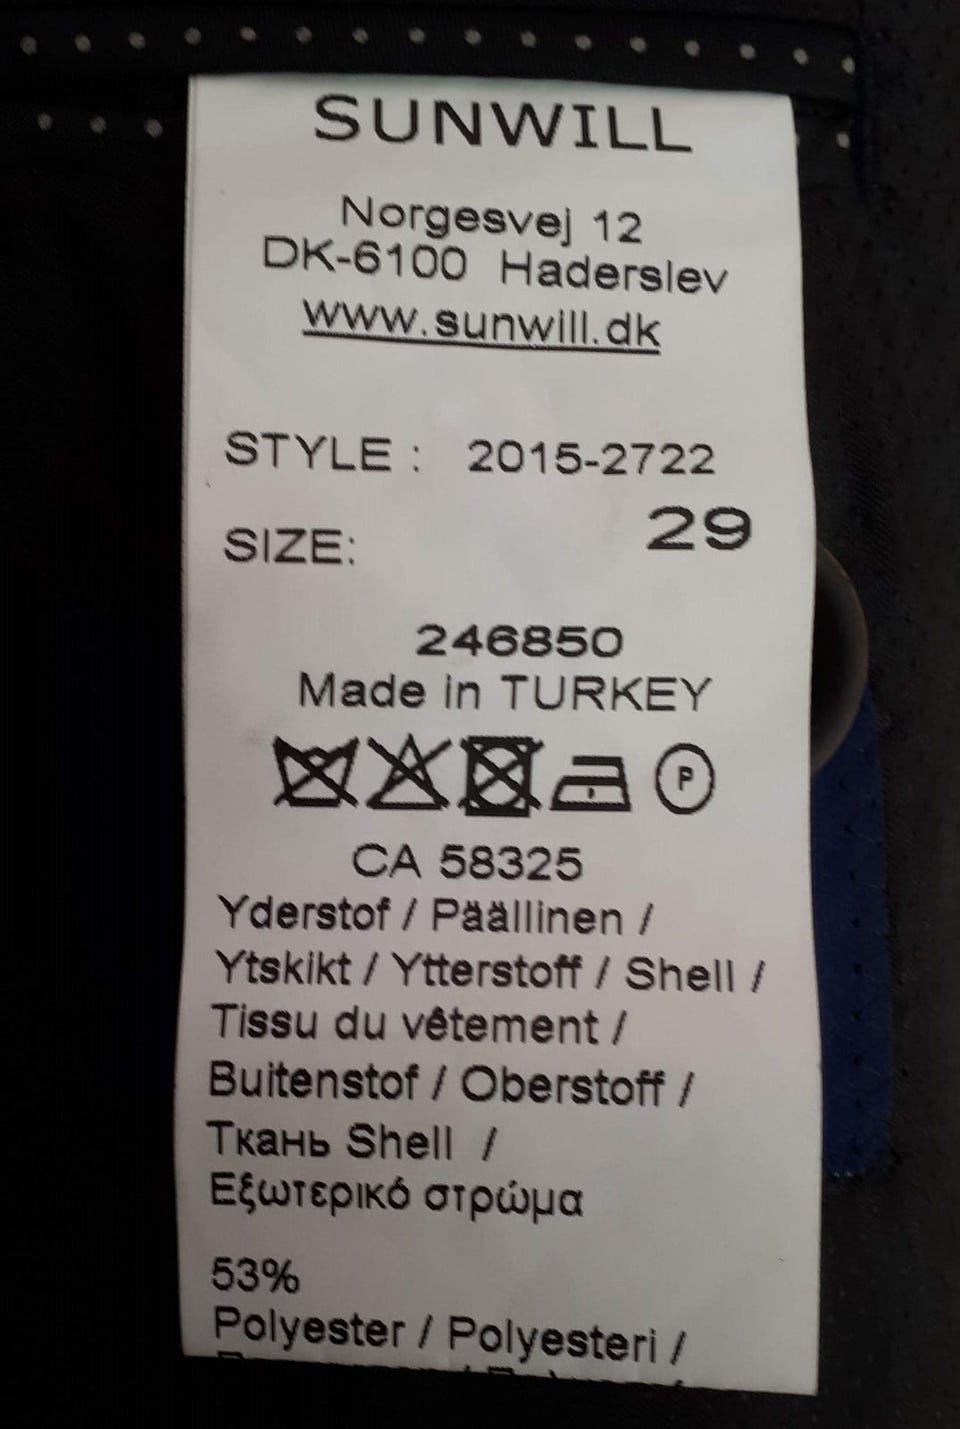 SUNWILL
Norgesvej 12
DK-6100 Haderslev
www.sunwill.dk
STYLE : 2015-2722
SIZE: 29
246850
Made in TURKEY
P
CA 58325
Yderstof / Päällinen /
Ytskikt / Ytterstoff / Shell /
Tissu du vêtement /
Buitenstof / Oberstoff /
Ткань Shell /
Εξωτερικό στρώμα
53%
Polyester / Polyesteri /